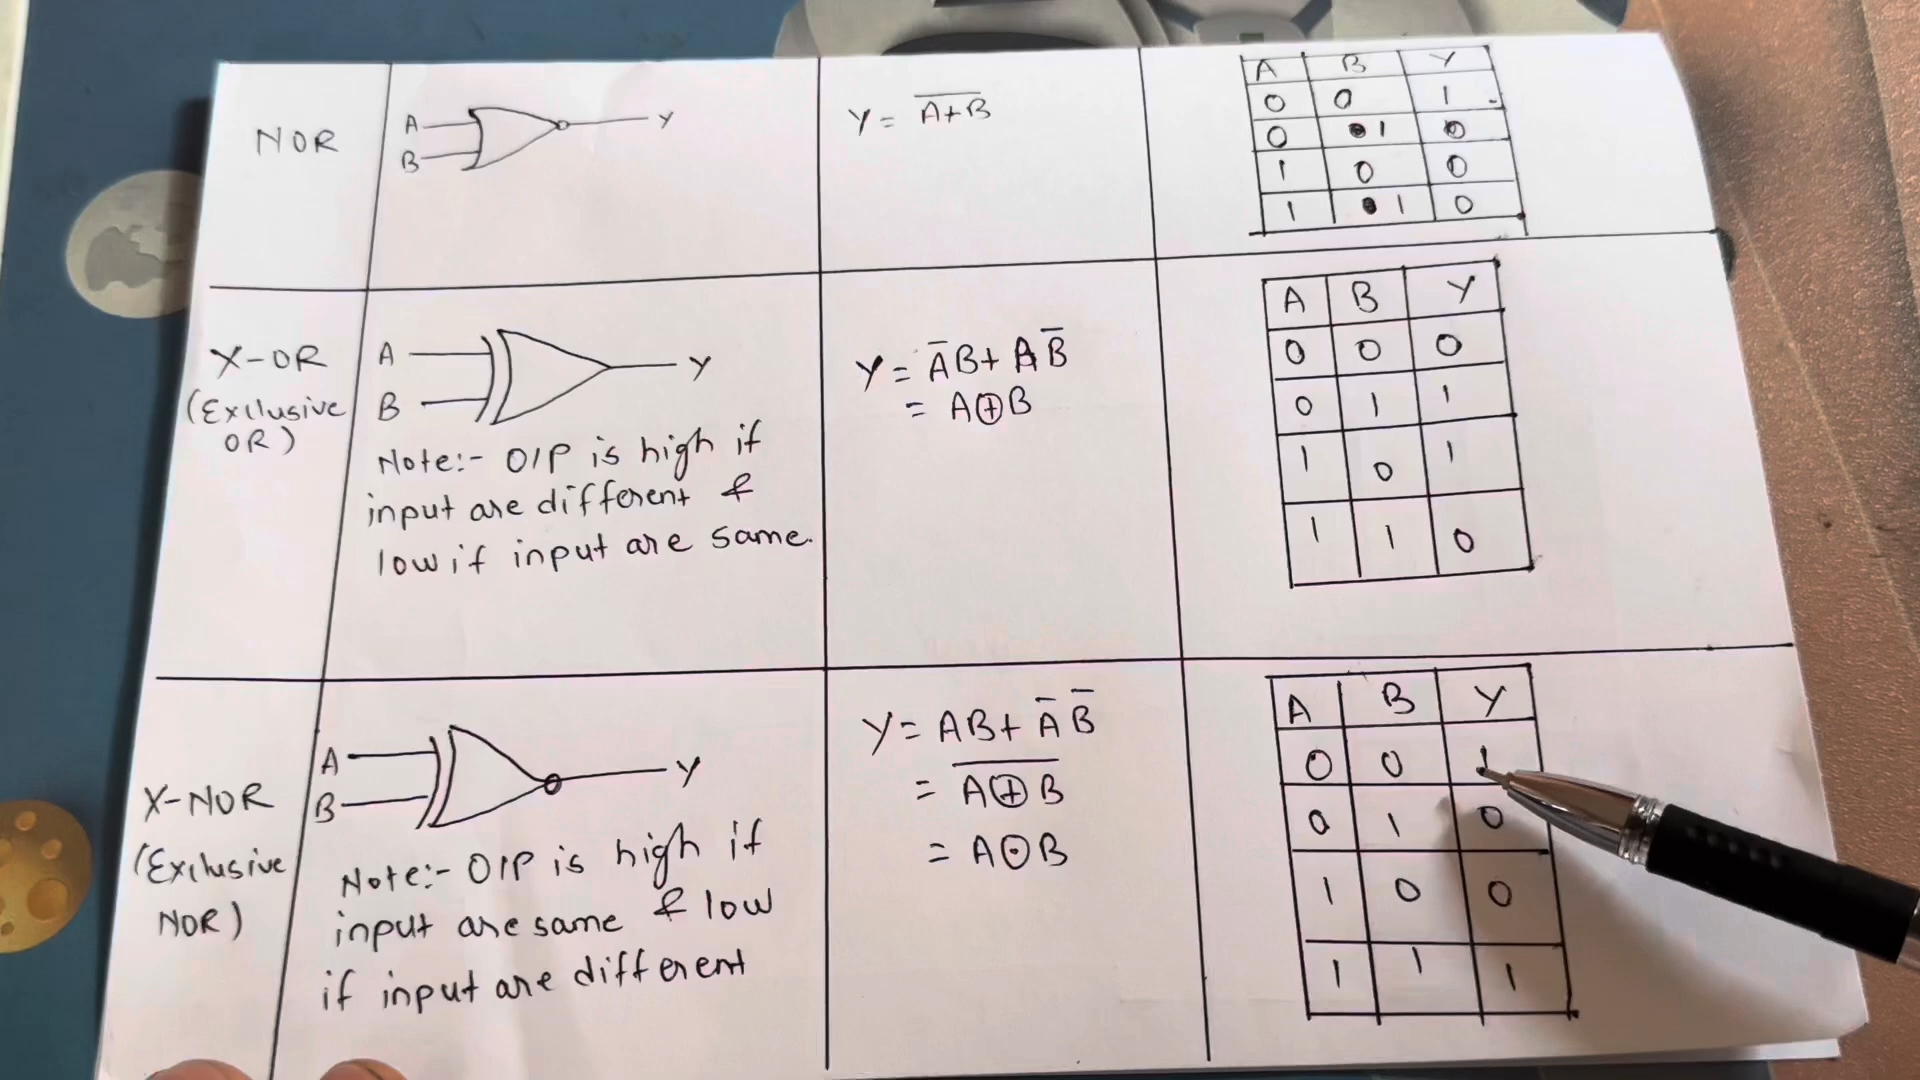 NOR
A
B
Y
Y = \overline{A+B}
A B Y
0 0 1
0 1 0
1 0 0
1 1 0
X-OR
(Exclusive
OR)
A
B
Y
Note:- O/P is high if
input are different &
low if input are same.
Y = A̅B + AB̅
= A⊕B
A B Y
0 0 0
0 1 1
1 0 1
1 1 0
X-NOR
(Exclusive
NOR)
A
B
Y
Note:- O/P is high if
input are same & low
if input are different
Y = AB + A̅ B̅
= \overline{A⊕B}
= A⊙B
A B Y
0 0 1
0 1 0
1 0 0
1 1 1